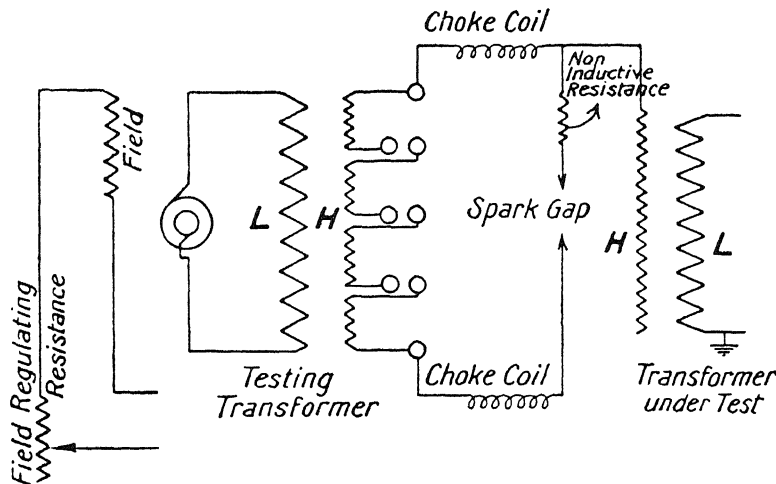 Choke Coil
Non
Inductive
Resistance
Field
L
H
Spark Gap
H
L
Field Regulating
Resistance
Testing
Transformer
Choke Coil
Transformer
under Test